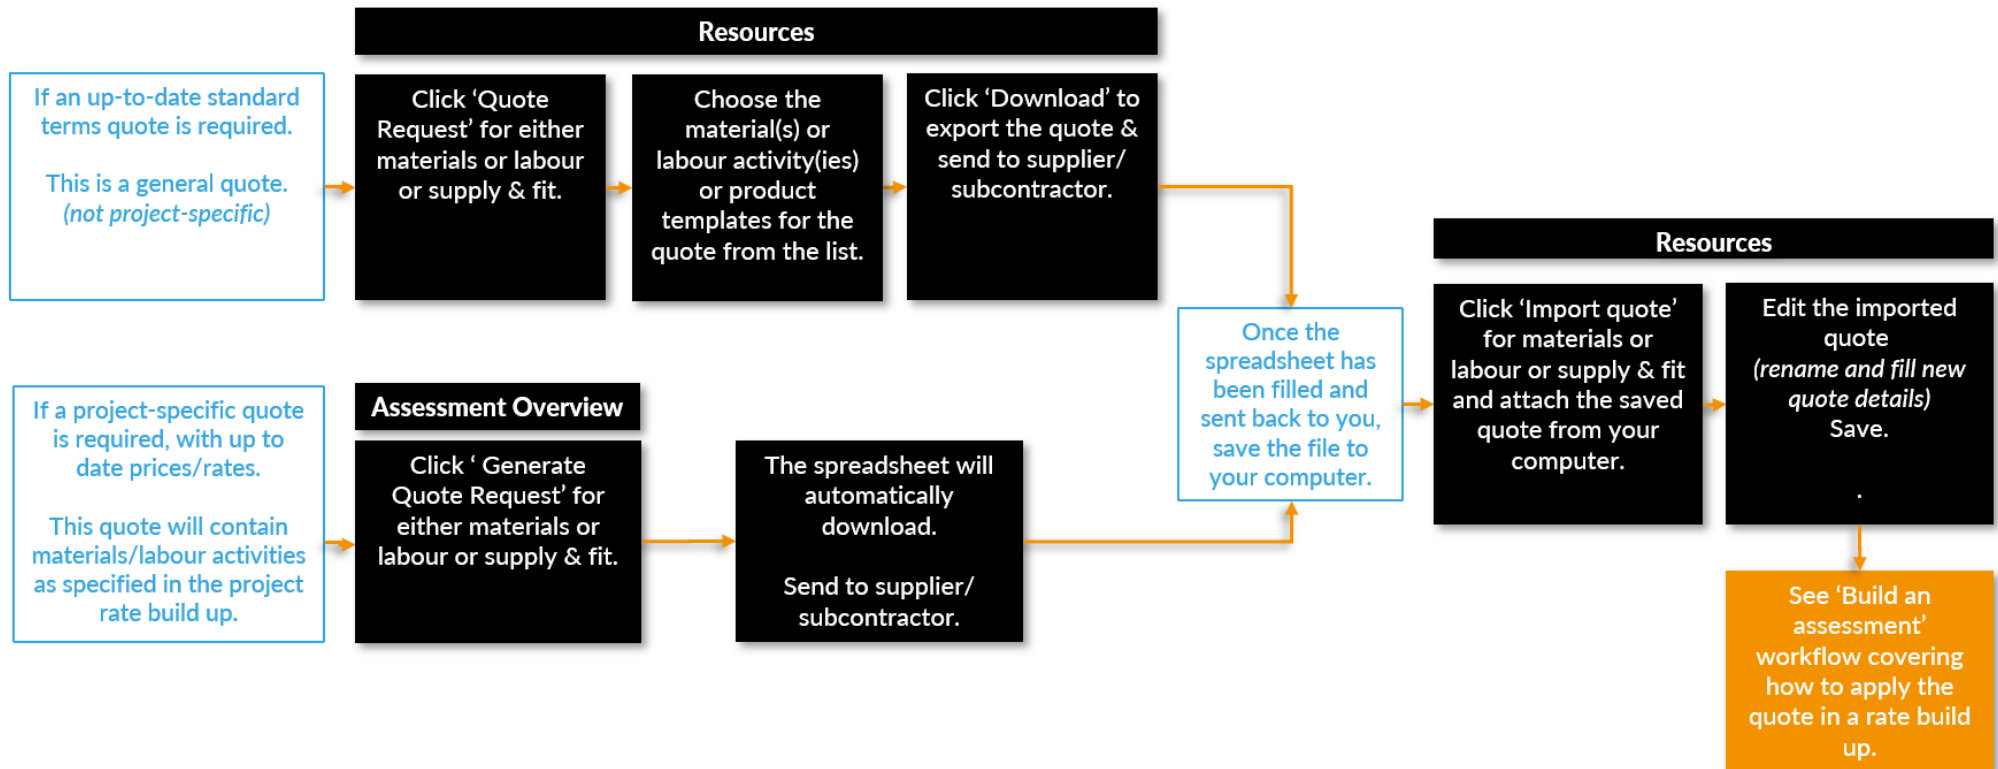 Resources
If an up-to-date standard
terms quote is required.
This is a general quote.
(not project-specific)
Click ‘Quote
Request’ for either
materials or labour
or supply & fit.
Choose the
material(s) or
labour activity(ies)
or product
templates for the
quote from the list.
Click ‘Download’ to
export the quote &
send to supplier/
subcontractor.
If a project-specific quote
is required, with up to
date prices/rates.
This quote will contain
materials/labour activities
as specified in the project
rate build up.
Assessment Overview
Click ‘ Generate
Quote Request’ for
either materials or
labour or supply & fit.
The spreadsheet will
automatically
download.
Send to supplier/
subcontractor.
Once the
spreadsheet has
been filled and
sent back to you,
save the file to
your computer.
Resources
Click ‘Import quote’
for materials or
labour or supply & fit
and attach the saved
quote from your
computer.
Edit the imported
quote
(rename and fill new
quote details)
Save.
.
See ‘Build an
assessment’
workflow covering
how to apply the
quote in a rate build
up.